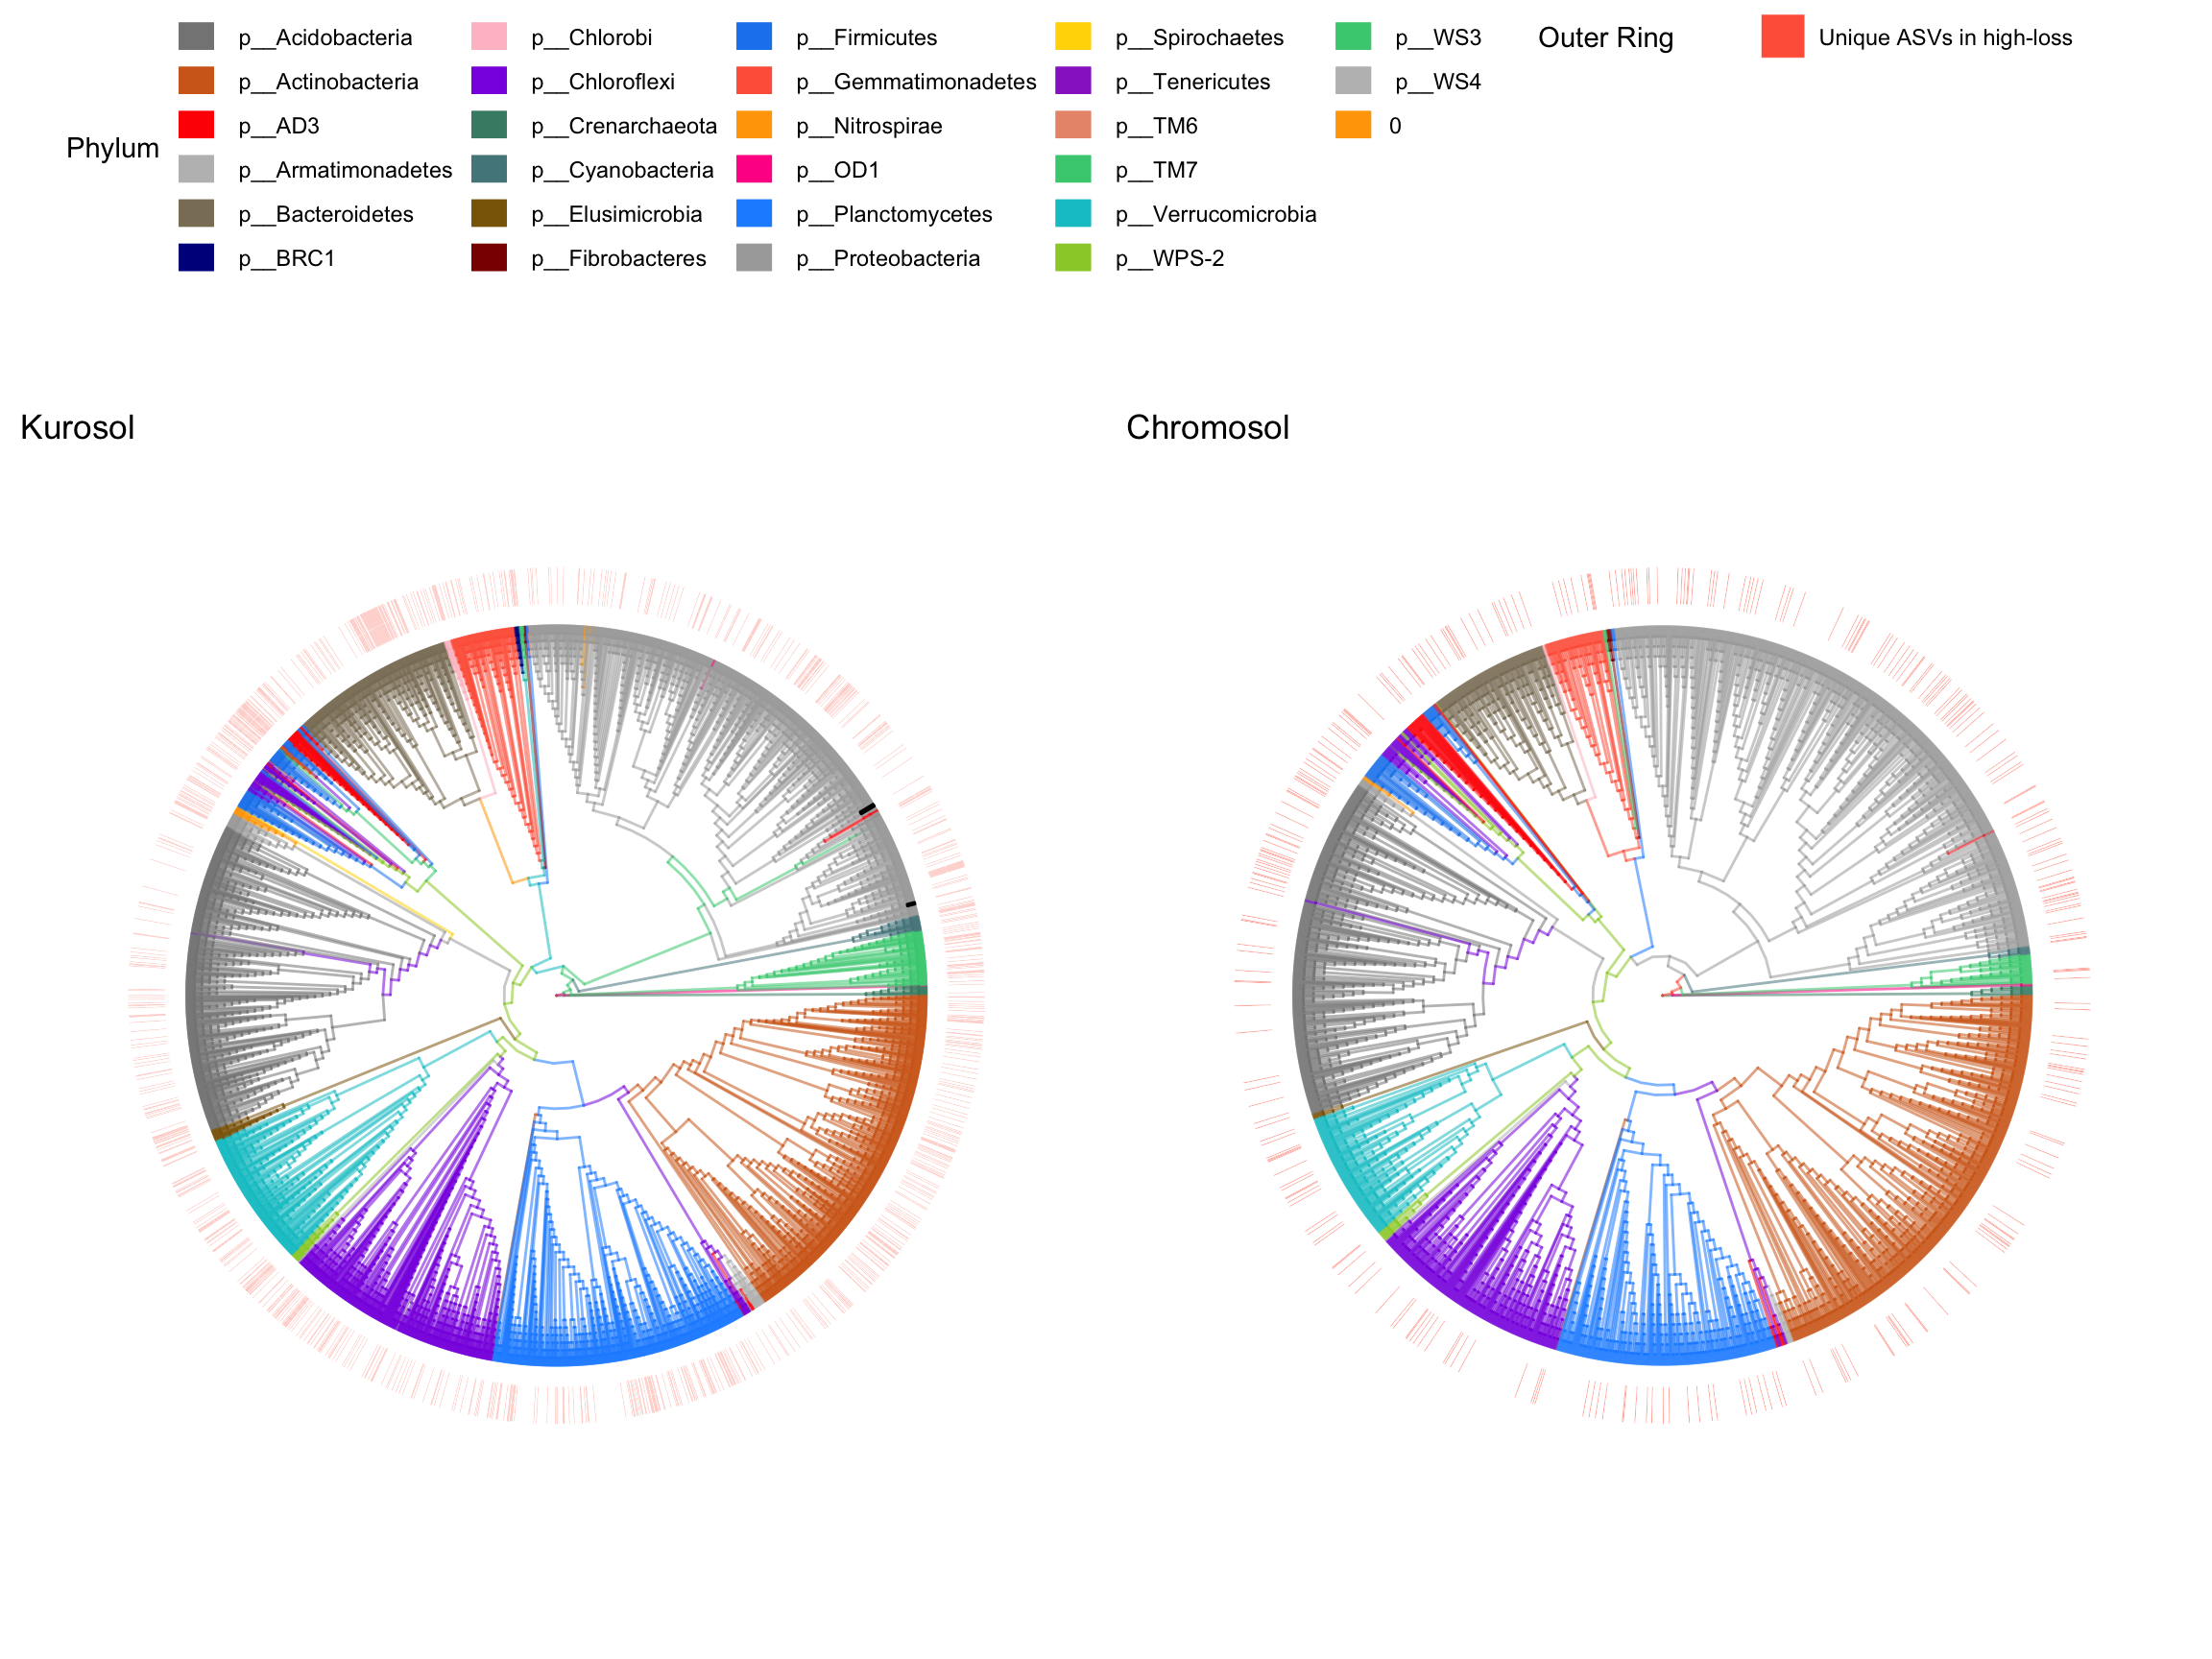 Phylum
p__Acidobacteria
p__Actinobacteria
p__AD3
p__Armatimonadetes
p__Bacteroidetes
p__BRC1
p__Chlorobi
p__Chloroflexi
p__Crenarchaeota
p__Cyanobacteria
p__Elusimicrobia
p__Fibrobacteres
p__Firmicutes
p__Gemmatimonadetes
p__Nitrospirae
p__OD1
p__Planctomycetes
p__Proteobacteria
p__Spirochaetes
p__Tenericutes
p__TM6
p__TM7
p__Verrucomicrobia
p__WPS-2
p__WS3
p__WS4
0
Outer Ring
Unique ASVs in high-loss
Kurosol
Chromosol